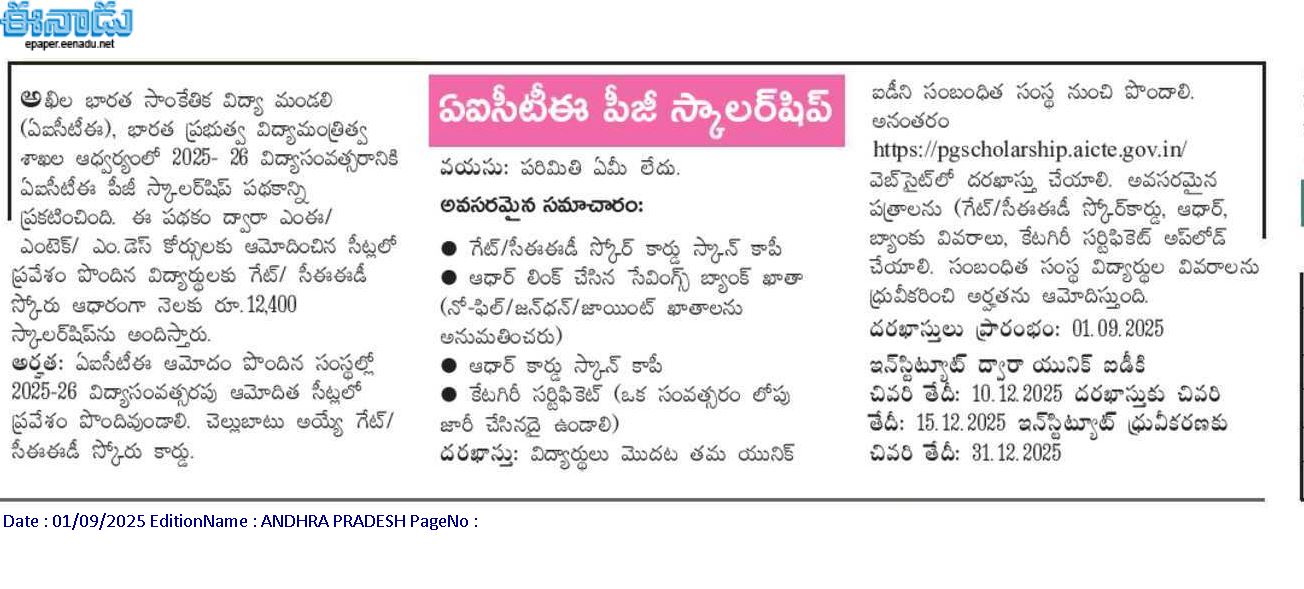 ఈనాడు
epaper.eenadu.net
అఖిల భారత సాంకేతిక విద్యా మండలి
(ఏఐసీటీఈ), భారత ప్రభుత్వ విద్యామంత్రిత్వ
శాఖల ఆధ్వర్యంలో 2025- 26 విద్యాసంవత్సరానికి
ఏఐసీటీఈ పీజీ స్కాలర్‌షిప్ పథకాన్ని
ప్రకటించింది. ఈ పథకం ద్వారా ఎంఈ/
ఎంటెక్/ ఎం.డెస్ కోర్సులకు ఆమోదించిన సీట్లలో
ప్రవేశం పొందిన విద్యార్థులకు గేట్/ సీఈఈడీ
స్కోరు ఆధారంగా నెలకు రూ.12,400
స్కాలర్‌షిప్‌ను అందిస్తారు.
అర్హత: ఏఐసీటీఈ ఆమోదం పొందిన సంస్థల్లో
2025-26 విద్యాసంవత్సరపు ఆమోదిత సీట్లలో
ప్రవేశం పొందివుండాలి. చెల్లుబాటు అయ్యే గేట్/
సీఈఈడీ స్కోరు కార్డు.
ఏఐసీటీఈ పీజీ స్కాలర్‌షిప్
వయసు: పరిమితి ఏమీ లేదు.
అవసరమైన సమాచారం:
● గేట్/సీఈఈడీ స్కోర్ కార్డు స్కాన్ కాపీ
● ఆధార్ లింక్ చేసిన సేవింగ్స్ బ్యాంక్ ఖాతా
(నో-ఫిల్/జన్‌ధన్/జాయింట్ ఖాతాలను
అనుమతించరు)
● ఆధార్ కార్డు స్కాన్ కాపీ
● కేటగిరీ సర్టిఫికెట్ (ఒక సంవత్సరం లోపు
జారీ చేసినదై ఉండాలి)
దరఖాస్తు: విద్యార్థులు మొదట తమ యునిక్
ఐడీని సంబంధిత సంస్థ నుంచి పొందాలి.
అనంతరం
https://pgscholarship.aicte.gov.in/
వెబ్‌సైట్‌లో దరఖాస్తు చేయాలి. అవసరమైన
పత్రాలను (గేట్/సీఈఈడీ స్కోర్‌కార్డు, ఆధార్,
బ్యాంకు వివరాలు, కేటగిరీ సర్టిఫికెట్ అప్‌లోడ్
చేయాలి. సంబంధిత సంస్థ విద్యార్థుల వివరాలను
ధ్రువీకరించి అర్హతను ఆమోదిస్తుంది.
దరఖాస్తులు ప్రారంభం: 01.09.2025
ఇన్‌స్టిట్యూట్ ద్వారా యునిక్ ఐడీకి
చివరి తేదీ: 10.12.2025 దరఖాస్తుకు చివరి
తేదీ: 15.12.2025 ఇన్‌స్టిట్యూట్ ధ్రువీకరణకు
చివరి తేదీ: 31.12.2025
Date : 01/09/2025 EditionName : ANDHRA PRADESH PageNo :